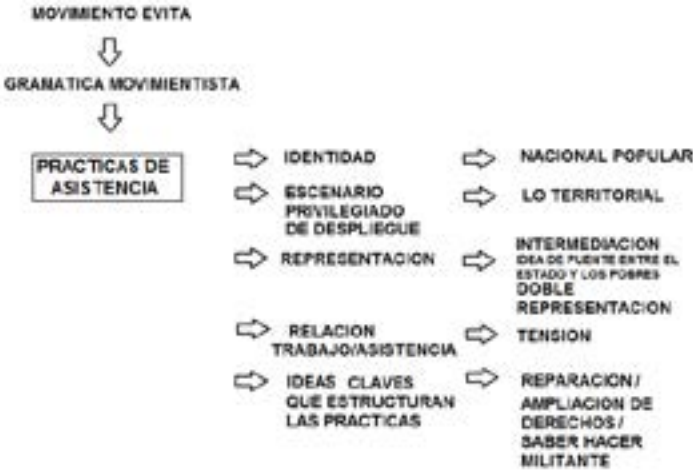 MOVIMIENTO EVITA
GRAMATICA MOVIMIENTISTA
PRACTICAS DE
ASISTENCIA
IDENTIDAD
NACIONAL POPULAR
ESCENARIO
PRIVILEGIADO
DE DESPLIEGUE
LO TERRITORIAL
REPRESENTACION
INTERMEDIACION
IDEA DE PUENTE ENTRE EL
ESTADO Y LOS POBRES
DOBLE
REPRESENTACION
RELACION
TRABAJO/ASISTENCIA
TENSION
IDEAS CLAVES
QUE ESTRUCTURAN
LAS PRACTICAS
REPARACION /
AMPLIACION DE
DERECHOS /
SABER HACER
MILITANTE